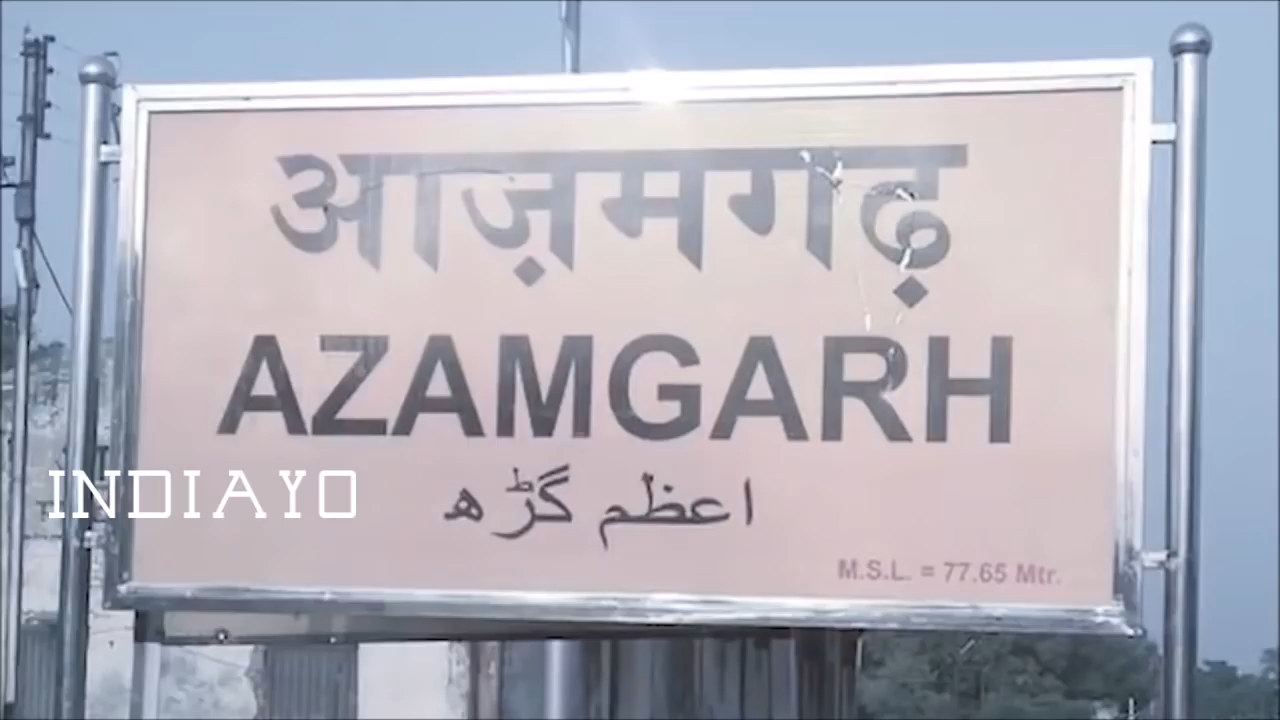 आज़मगढ़
AZAMGARH
INDIAYO
اعظم گڑھ
M.S.L. = 77.65 Mtr.